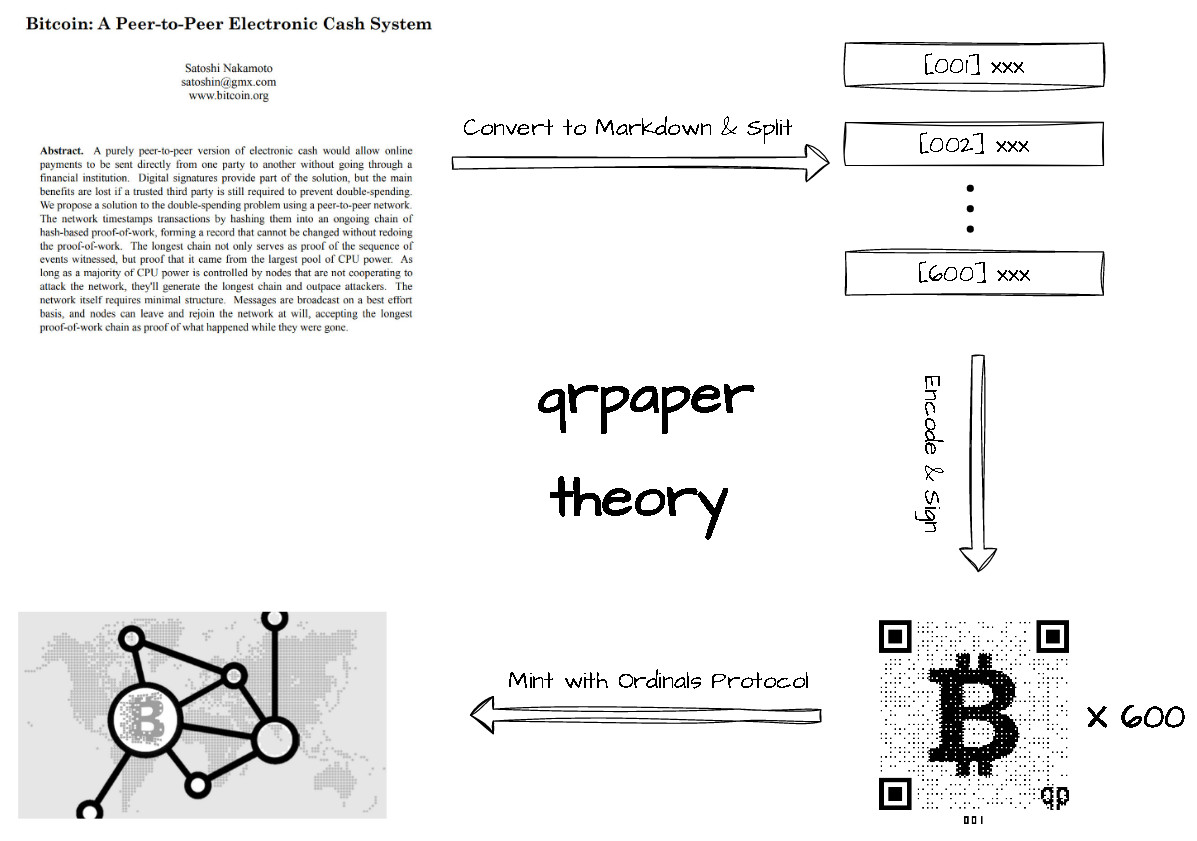 Bitcoin: A Peer-to-Peer Electronic Cash System
Satoshi Nakamoto
satoshin@gmx.com
www.bitcoin.org
Abstract. A purely peer-to-peer version of electronic cash would allow online
payments to be sent directly from one party to another without going through a
financial institution. Digital signatures provide part of the solution, but the main
benefits are lost if a trusted third party is still required to prevent double-spending.
We propose a solution to the double-spending problem using a peer-to-peer network.
The network timestamps transactions by hashing them into an ongoing chain of
hash-based proof-of-work, forming a record that cannot be changed without redoing
the proof-of-work. The longest chain not only serves as proof of the sequence of
events witnessed, but proof that it came from the largest pool of CPU power. As
long as a majority of CPU power is controlled by nodes that are not cooperating to
attack the network, they'll generate the longest chain and outpace attackers. The
network itself requires minimal structure. Messages are broadcast on a best effort
basis, and nodes can leave and rejoin the network at will, accepting the longest
proof-of-work chain as proof of what happened while they were gone.
Convert to Markdown & Split
[001] xxx
[002] xxx
[600] xxx
qrpaper
theory
Encode & Sign
qp
001
X 600
Mint with Ordinals Protocol